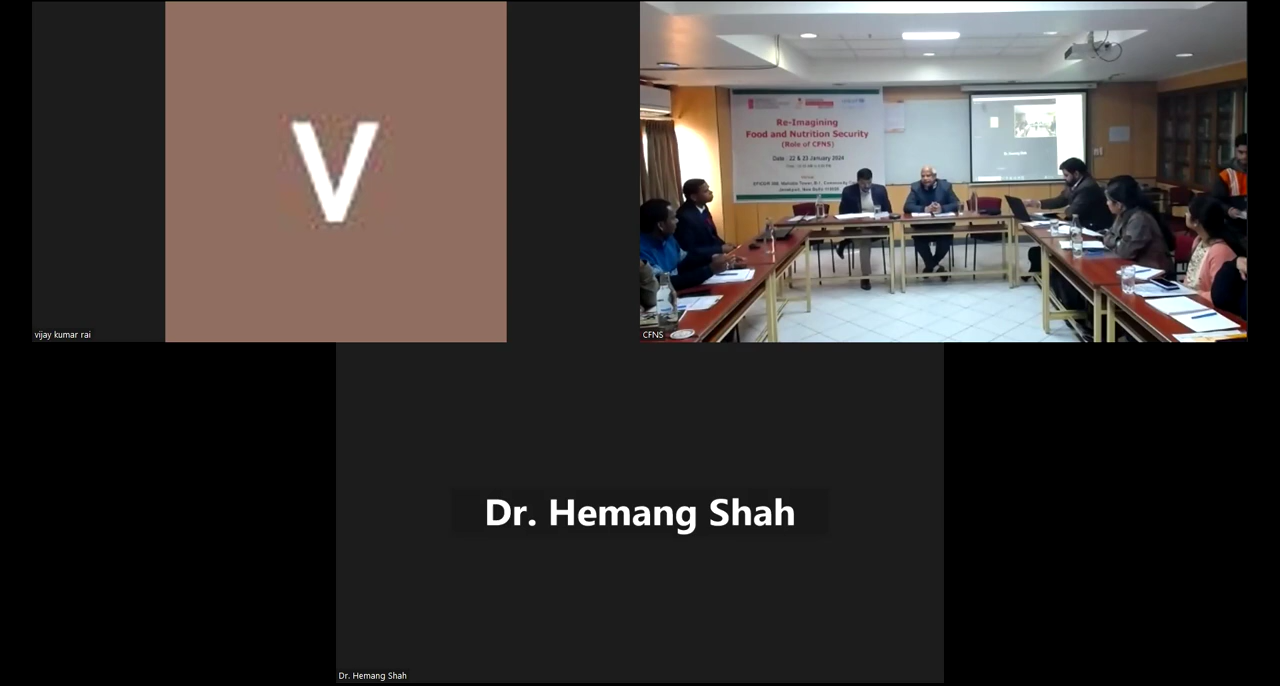 V
vijay kumar rai
Re-Imagining
Food and Nutrition Security
(Role of CFNS)
Date : 22 & 23 January 2024
CFNS
Dr. Hemang Shah
Dr. Hemang Shah